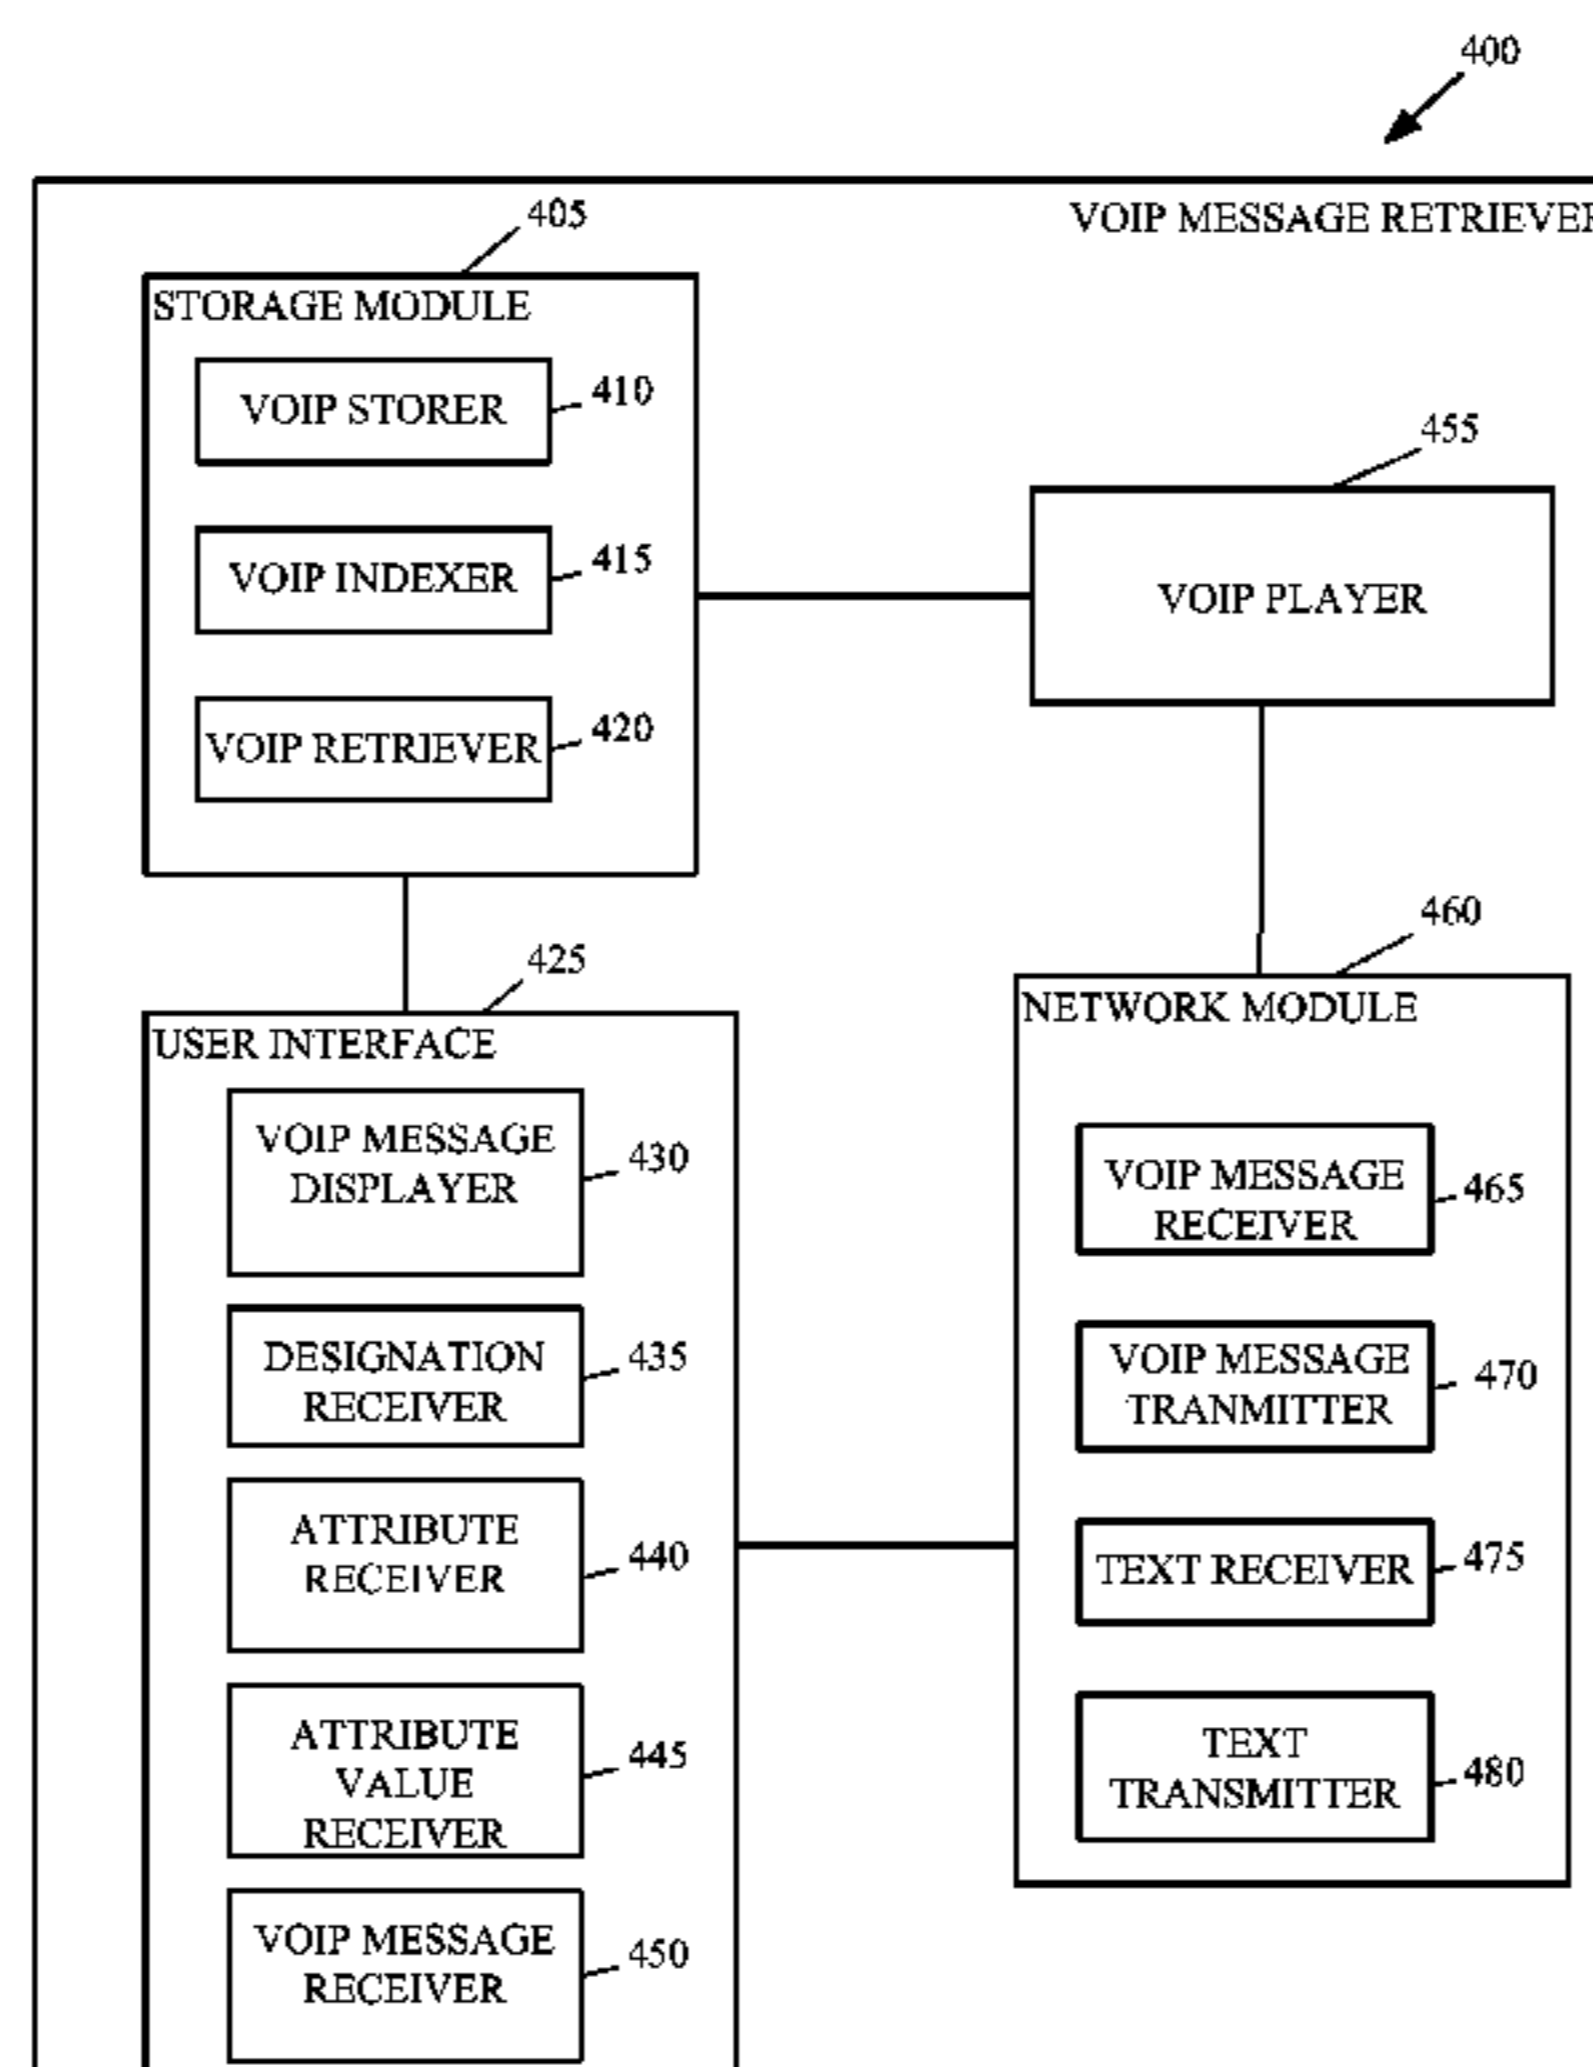 400
VOIP MESSAGE RETRIEVER
405
STORAGE MODULE
VOIP STORER
410
VOIP INDEXER
415
VOIP RETRIEVER
420
455
VOIP PLAYER
425
USER INTERFACE
VOIP MESSAGE
DISPLAYER
430
DESIGNATION
RECEIVER
435
ATTRIBUTE
RECEIVER
440
ATTRIBUTE
VALUE
RECEIVER
445
VOIP MESSAGE
RECEIVER
450
460
NETWORK MODULE
VOIP MESSAGE
RECEIVER
465
VOIP MESSAGE
TRANMITTER
470
TEXT RECEIVER
475
TEXT
TRANSMITTER
480